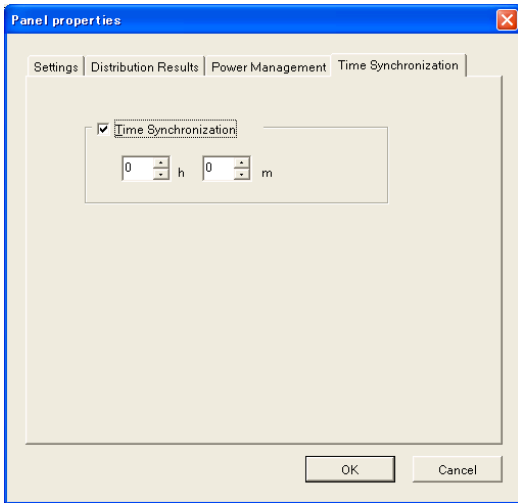 Panel properties
Settings Distribution Results Power Management Time Synchronization
Time Synchronization
0 h 0 m
OK Cancel